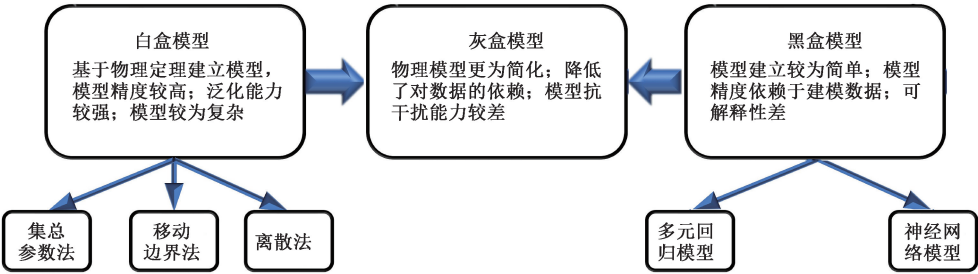 白盒模型
基于物理定理建立模型，
模型精度较高；泛化能力
较强；模型较为复杂
灰盒模型
物理模型更为简化；降低
了对数据的依赖；模型抗
干扰能力较差
黑盒模型
模型建立较为简单；模型
精度依赖于建模数据；可
解释性差
集总
参数法
移动
边界法
离散法
多元回
归模型
神经网
络模型